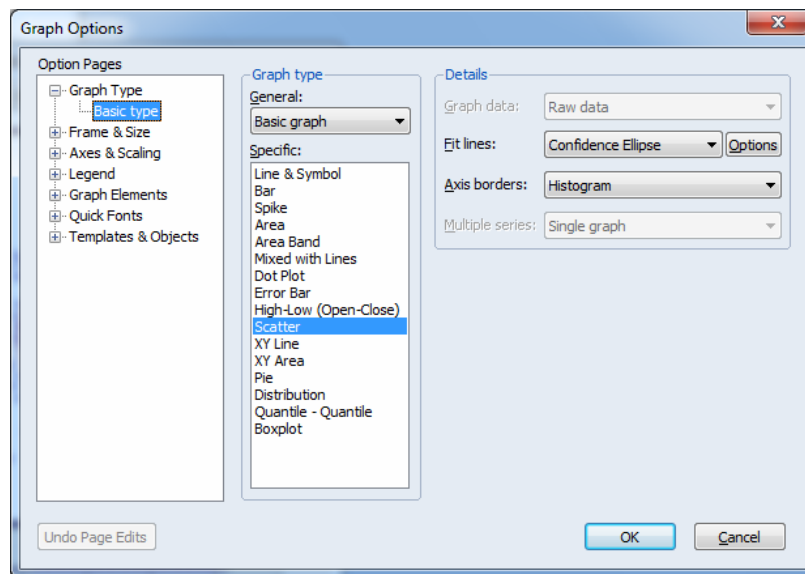 Graph Options
Option Pages
Graph Type
Basic type
Frame & Size
Axes & Scaling
Legend
Graph Elements
Quick Fonts
Templates & Objects
Graph type
General:
Basic graph
Specific:
Line & Symbol
Bar
Spike
Area
Area Band
Mixed with Lines
Dot Plot
Error Bar
High-Low (Open-Close)
Scatter
XY Line
XY Area
Pie
Distribution
Quantile - Quantile
Boxplot
Details
Graph data: Raw data
Fit lines: Confidence Ellipse Options
Axis borders: Histogram
Multiple series: Single graph
Undo Page Edits
OK
Cancel